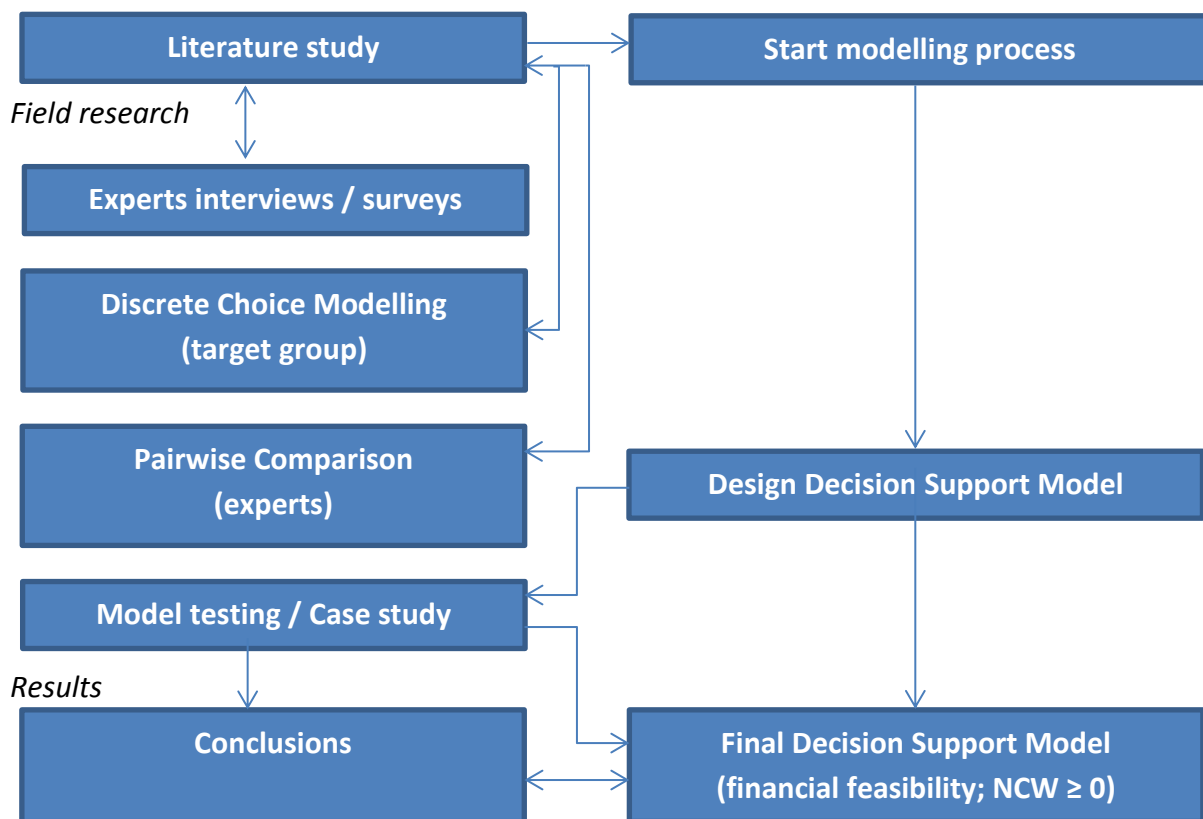 Literature study
Start modelling process
Field research
Experts interviews / surveys
Discrete Choice Modelling
(target group)
Pairwise Comparison
(experts)
Design Decision Support Model
Model testing / Case study
Results
Conclusions
Final Decision Support Model
(financial feasibility; NCW ≥ 0)